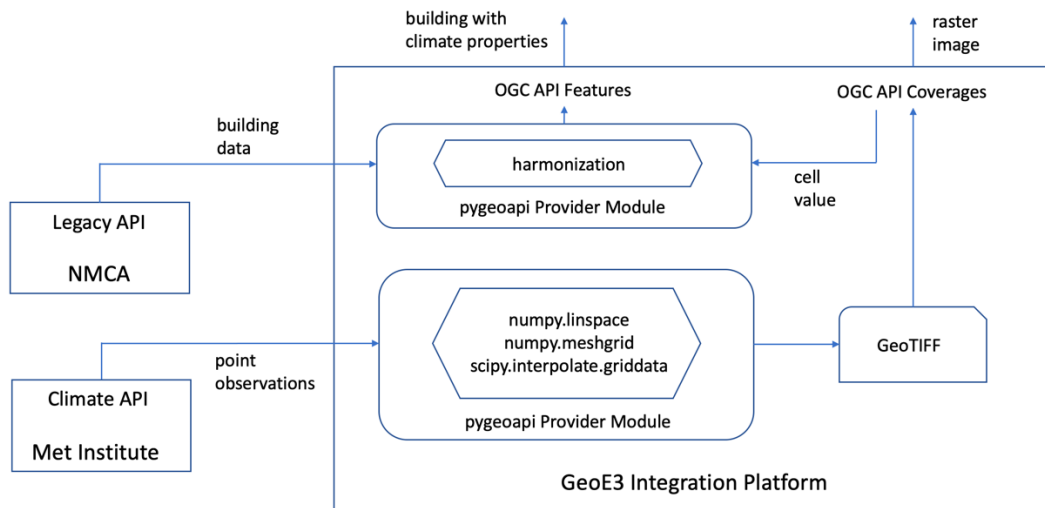 building with
climate properties
raster
image
OGC API Features
OGC API Coverages
building
data
harmonization
cell
value
pygeoapi Provider Module
Legacy API
NMCA
numpy.linspace
numpy.meshgrid
scipy.interpolate.griddata
GeoTIFF
point
observations
Climate API
Met Institute
pygeoapi Provider Module
GeoE3 Integration Platform